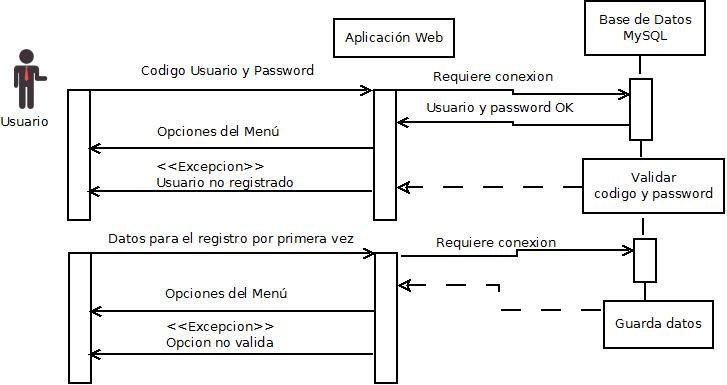 Base de Datos
MySQL
Aplicación Web
Codigo Usuario y Password
Requiere conexion
Usuario
Usuario y password OK
Opciones del Menú
<<Excepcion>>
Usuario no registrado
Validar
codigo y password
Datos para el registro por primera vez
Requiere conexion
Opciones del Menú
Guarda datos
<<Excepcion>>
Opcion no valida